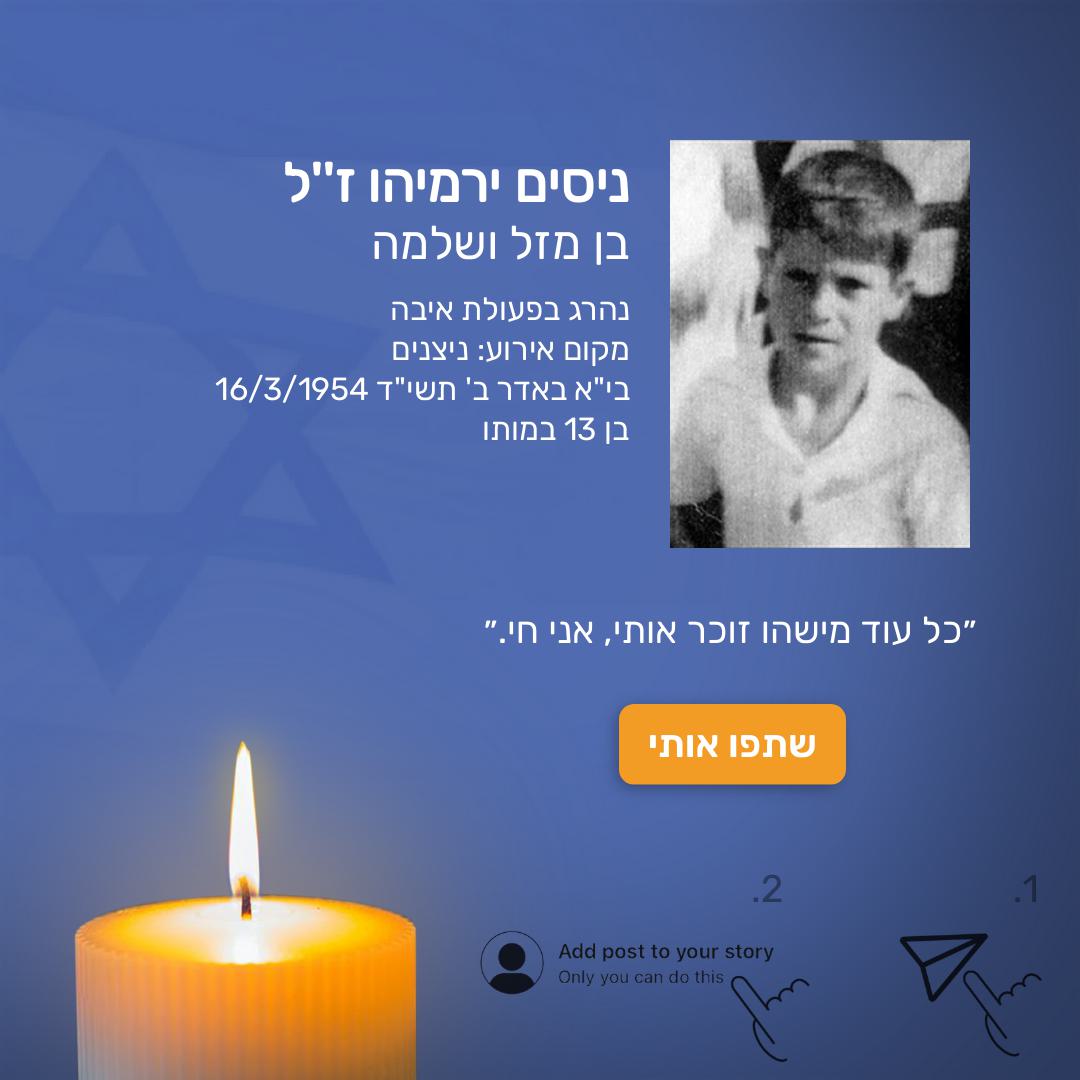 ניסים ירמיהו ז"ל
בן מזל ושלמה
נהרג בפעולת איבה
מקום אירוע: ניצנים
בי"א באדר ב' תשי"ד 16/3/1954
בן 13 במותו
״כל עוד מישהו זוכר אותי, אני חי.״
שתפו אותי
1.
2.
Add post to your story
Only you can do this